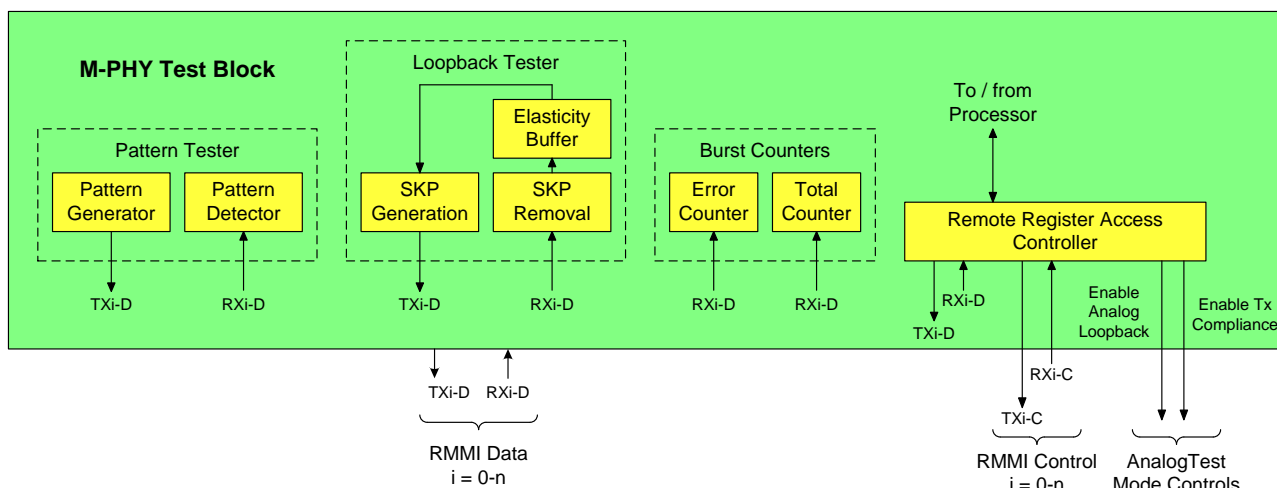 M-PHY Test Block
Pattern Tester
Pattern
Generator
Pattern
Detector
TXi-D
RXi-D
Loopback Tester
Elasticity
Buffer
SKP
Generation
SKP
Removal
TXi-D
RXi-D
Burst Counters
Error
Counter
Total
Counter
RXi-D
RXi-D
To / from
Processor
Remote Register Access
Controller
TXi-D
RXi-D
Enable
Analog
Loopback
Enable Tx
Compliance
TXi-D
RXi-D
RMMI Data
i = 0-n
RXi-C
TXi-C
RMMI Control
i = 0-n
AnalogTest
Mode Controls